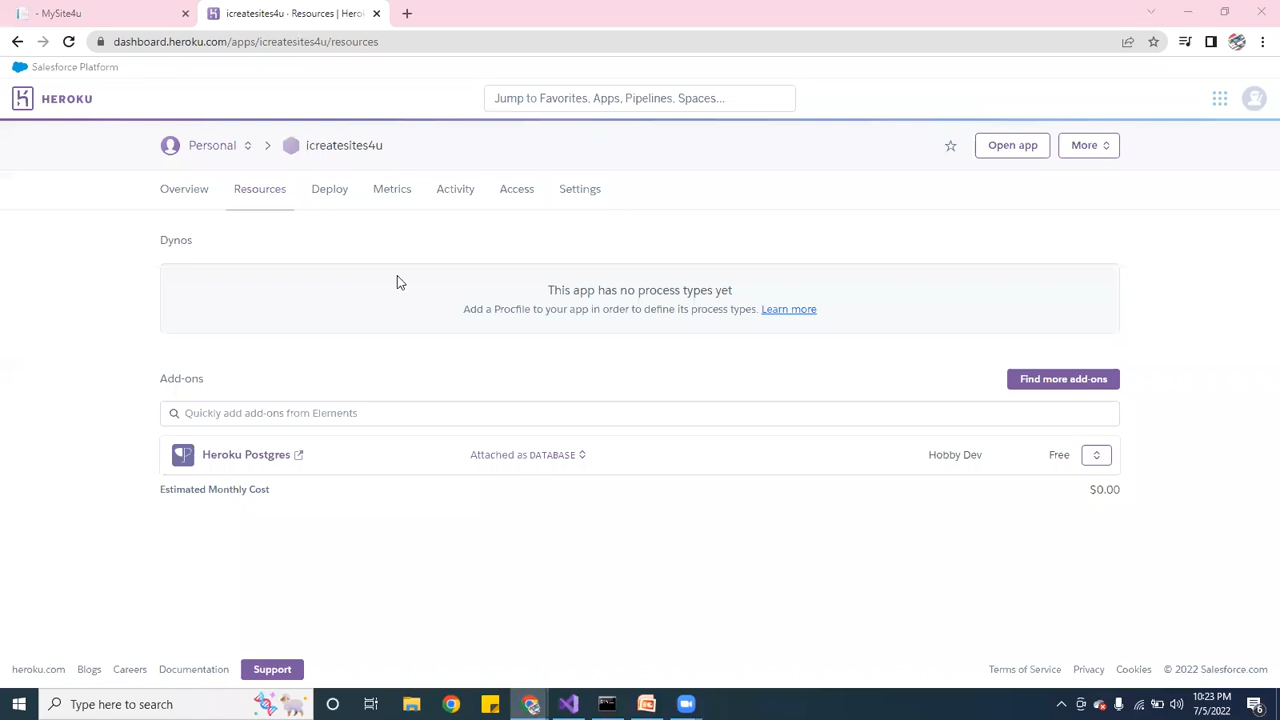 - MySite4u
icreatesites4u · Resources | Hero
dashboard.heroku.com/apps/icreatesites4u/resources
Salesforce Platform
HEROKU
Jump to Favorites, Apps, Pipelines, Spaces...
Personal
icreatesites4u
Open app
More
Overview
Resources
Deploy
Metrics
Activity
Access
Settings
Dynos
This app has no process types yet
Add a Procfile to your app in order to define its process types. Learn more
Add-ons
Find more add-ons
Quickly add add-ons from Elements
Heroku Postgres
Attached as DATABASE
Hobby Dev
Free
Estimated Monthly Cost
$0.00
heroku.com
Blogs
Careers
Documentation
Support
Terms of Service
Privacy
Cookies
© 2022 Salesforce.com
Type here to search
10:23 PM
7/5/2022
6